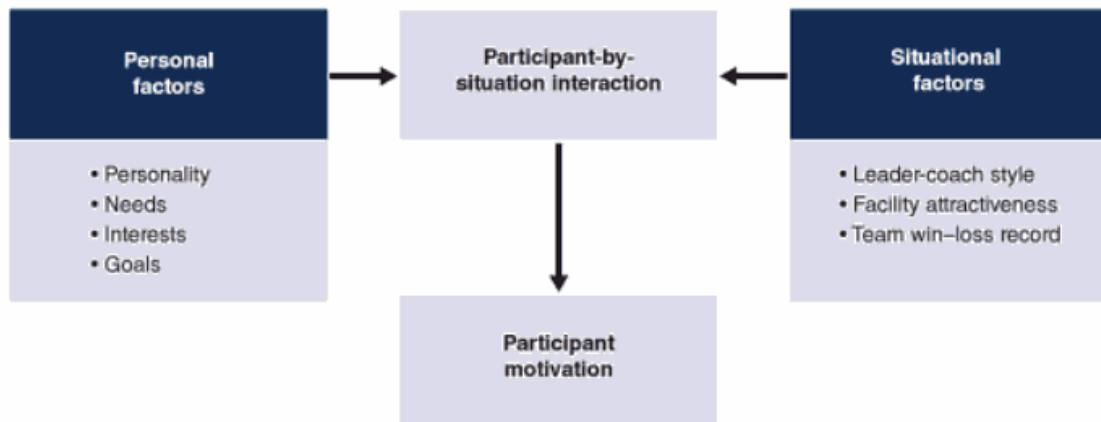 Personal
factors
• Personality
• Needs
• Interests
• Goals
Participant-by-
situation interaction
Participant
motivation
Situational
factors
• Leader-coach style
• Facility attractiveness
• Team win–loss record